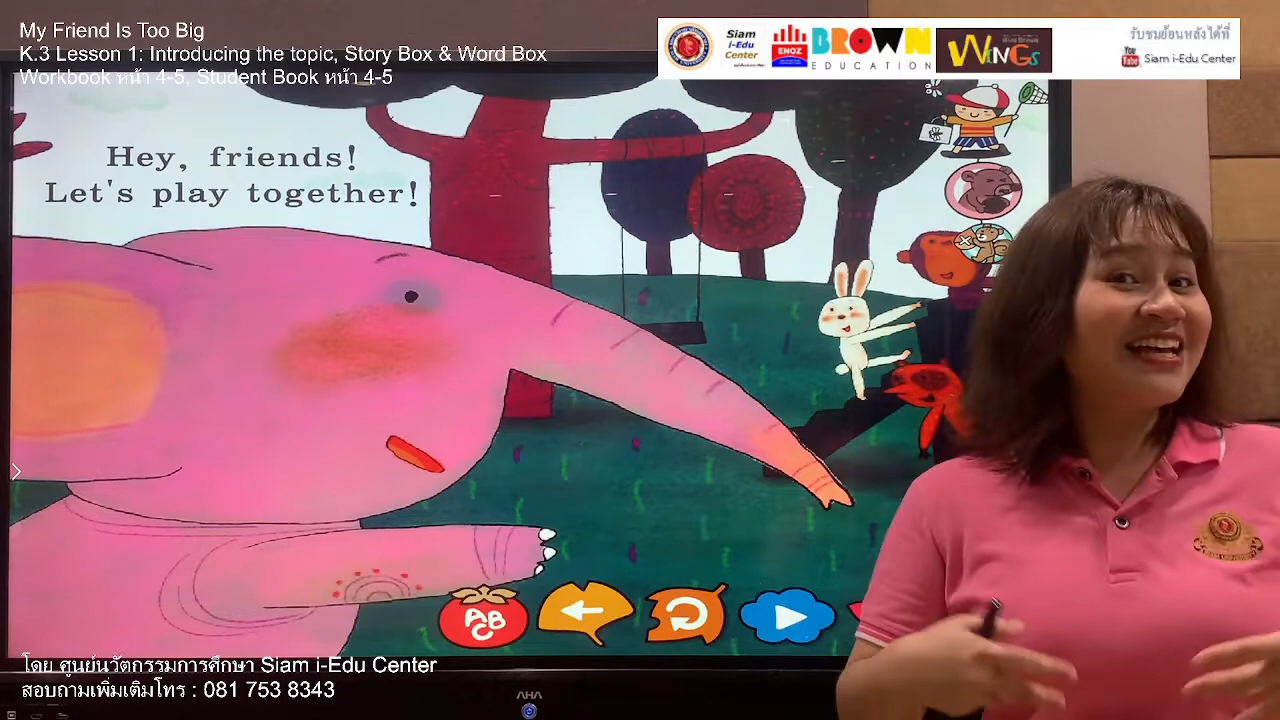 My Friend Is Too Big
K 3 Lesson 1: Introducing the topic, Story Box & Word Box
Workbook หน้า 4-5, Student Book หน้า 4-5
Siam
i-Edu
Center
ENOZ
BROWN
EDUCATION
WiNGs
รับชมย้อนหลังได้ที่
You
Tube
Siam i-Edu Center
Hey, friends!
Let's play together!
SIAM UNIVERSITY
ABC
โดย ศูนย์นวัตกรรมการศึกษา Siam i-Edu Center
สอบถามเพิ่มเติมโทร : 081 753 8343
AHA